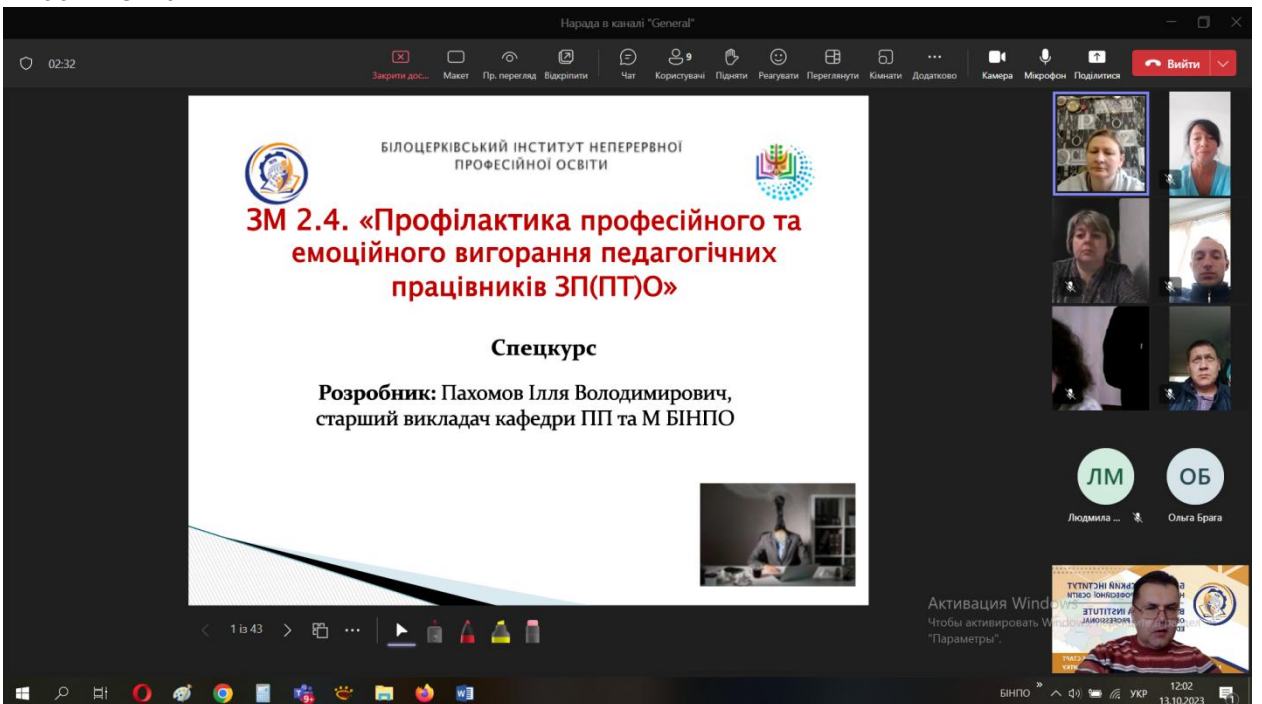 Нарада в каналі "General"
02:32
Закрити дос...
Макет
Пр. перегляд
Відкріпити
Чат
9
Користувачі
Підняти
Реагувати
Переглянути
Кімнати
Додатково
Камера
Мікрофон
Поділитися
Вийти
БІЛОЦЕРКІВСЬКИЙ ІНСТИТУТ НЕПЕРЕРВНОЇ
ПРОФЕСІЙНОЇ ОСВІТИ
ЗМ 2.4. «Профілактика професійного та
емоційного вигорання педагогічних
працівників ЗП(ПТ)О»
Спецкурс
Розробник: Пахомов Ілля Володимирович,
старший викладач кафедри ПП та М БІНПО
ЛМ
ОБ
Людмила ...
Ольга Брага
Активация Windows
Чтобы активировать Windows
"Параметры".
1 із 43
БІНПО
УКР
12:02
13.10.2023